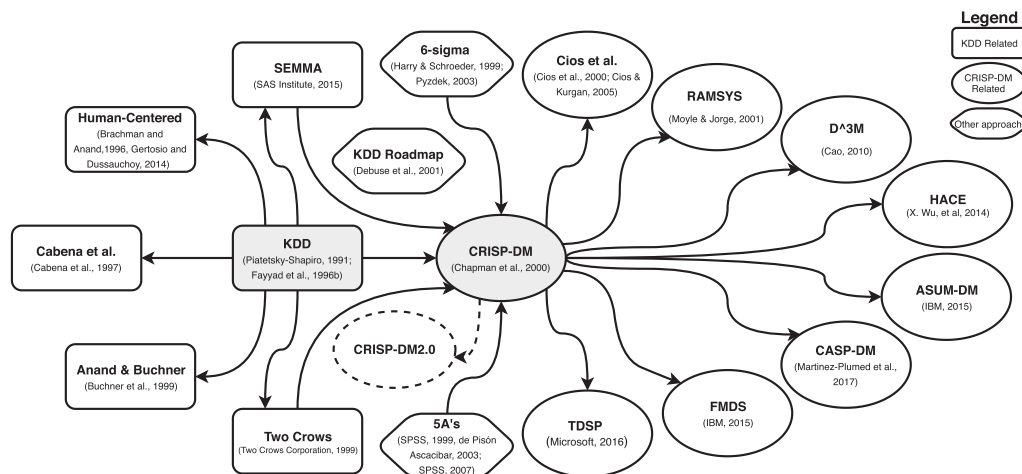 Legend
KDD Related
CRISP-DM
Related
Other approach
SEMMA
(SAS Institute, 2015)
6-sigma
(Harry & Schroeder, 1999;
Pyzdek, 2003)
Cios et al.
(Cios et al., 2000; Cios &
Kurgan, 2005)
RAMSYS
(Moyle & Jorge, 2001)
Human-Centered
(Brachman and
Anand,1996, Gertosio and
Dussauchoy, 2014)
KDD Roadmap
(Debuse et al., 2001)
D^3M
(Cao, 2010)
HACE
(X. Wu, et al, 2014)
Cabena et al.
(Cabena et al., 1997)
KDD
(Piatetsky-Shapiro, 1991;
Fayyad et al., 1996b)
CRISP-DM
(Chapman et al., 2000)
ASUM-DM
(IBM, 2015)
CRISP-DM2.0
CASP-DM
(Martinez-Plumed et al.,
2017)
Anand & Buchner
(Buchner et al., 1999)
FMDS
(IBM, 2015)
Two Crows
(Two Crows Corporation, 1999)
5A's
(SPSS, 1999, de Pisón
Ascacibar, 2003;
SPSS, 2007)
TDSP
(Microsoft, 2016)